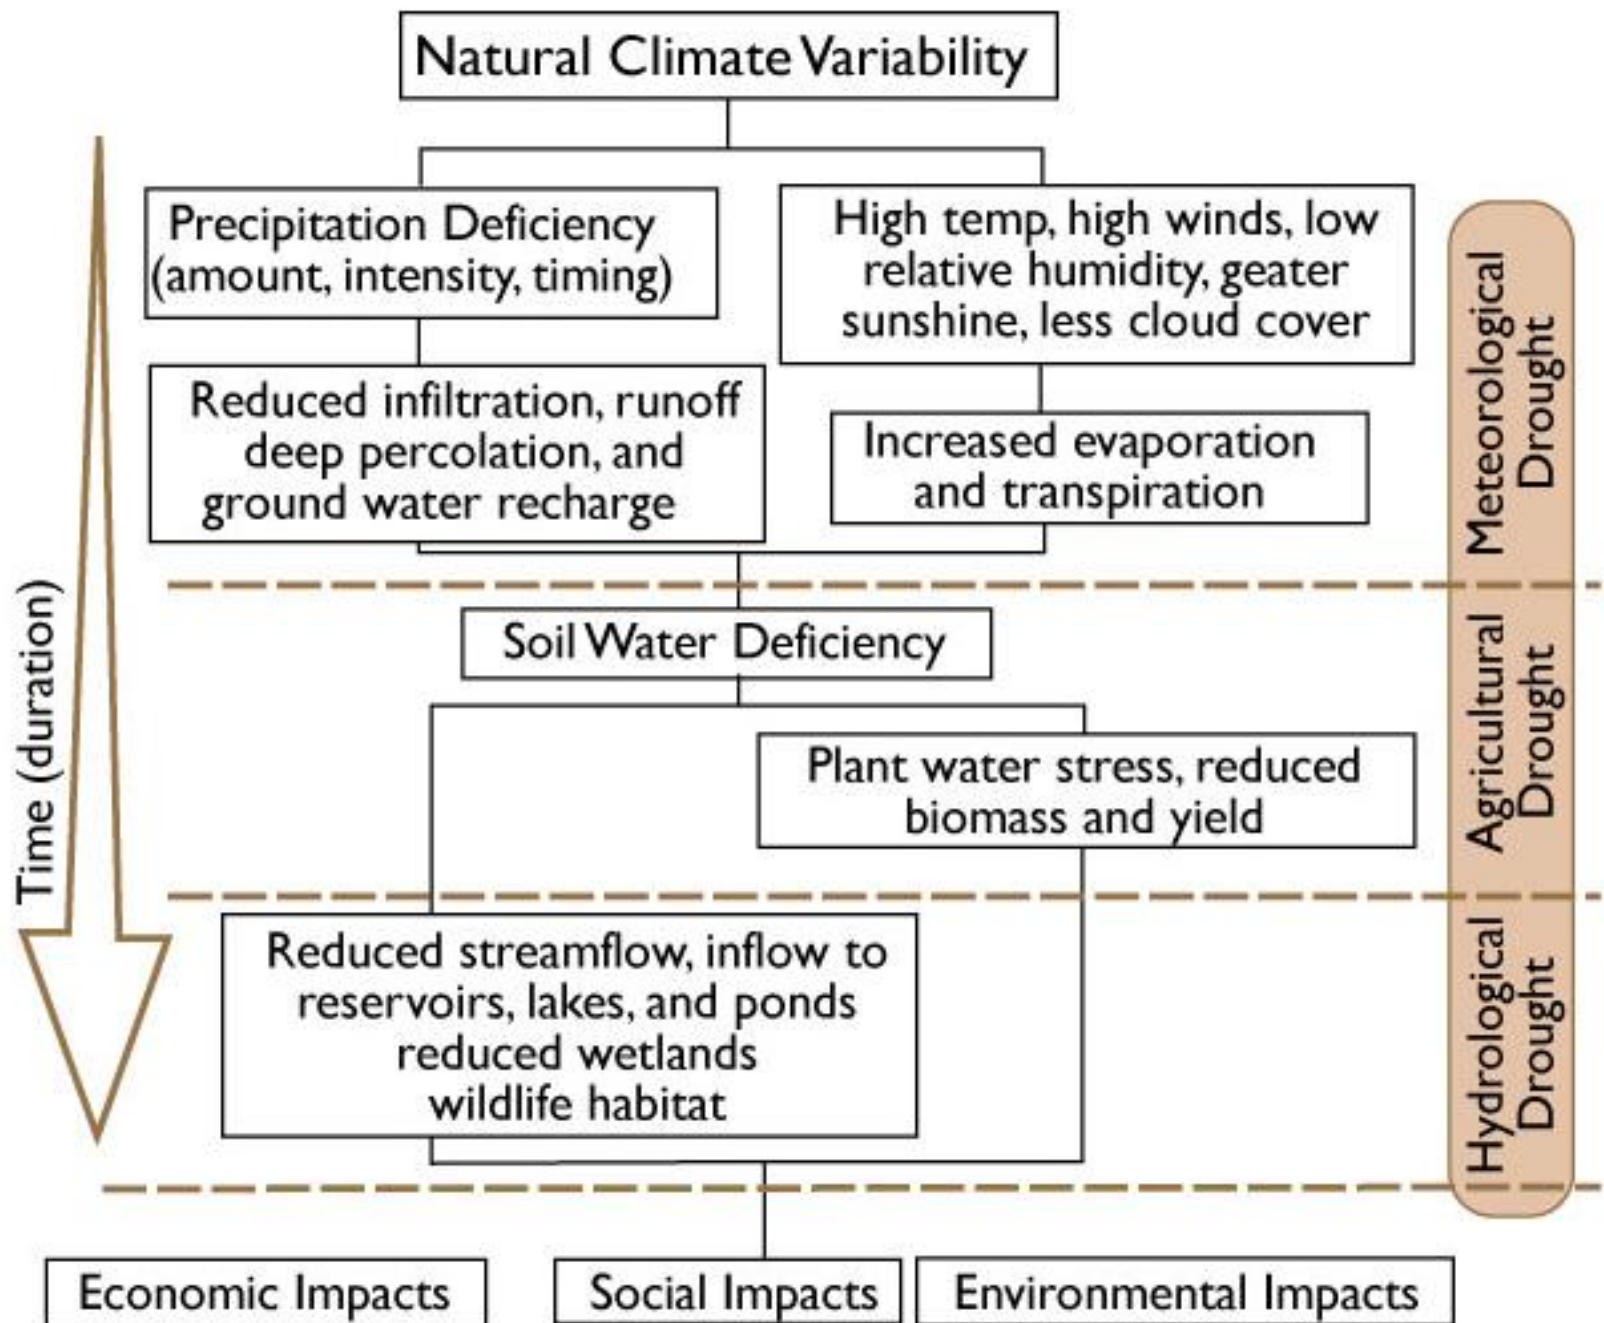 Natural Climate Variability
Precipitation Deficiency
(amount, intensity, timing)
High temp, high winds, low
relative humidity, geater
sunshine, less cloud cover
Reduced infiltration, runoff
deep percolation, and
ground water recharge
Increased evaporation
and transpiration
Meteorological
Drought
Time (duration)
Soil Water Deficiency
Plant water stress, reduced
biomass and yield
Agricultural
Drought
Reduced streamflow, inflow to
reservoirs, lakes, and ponds
reduced wetlands
wildlife habitat
Hydrological
Drought
Economic Impacts
Social Impacts
Environmental Impacts